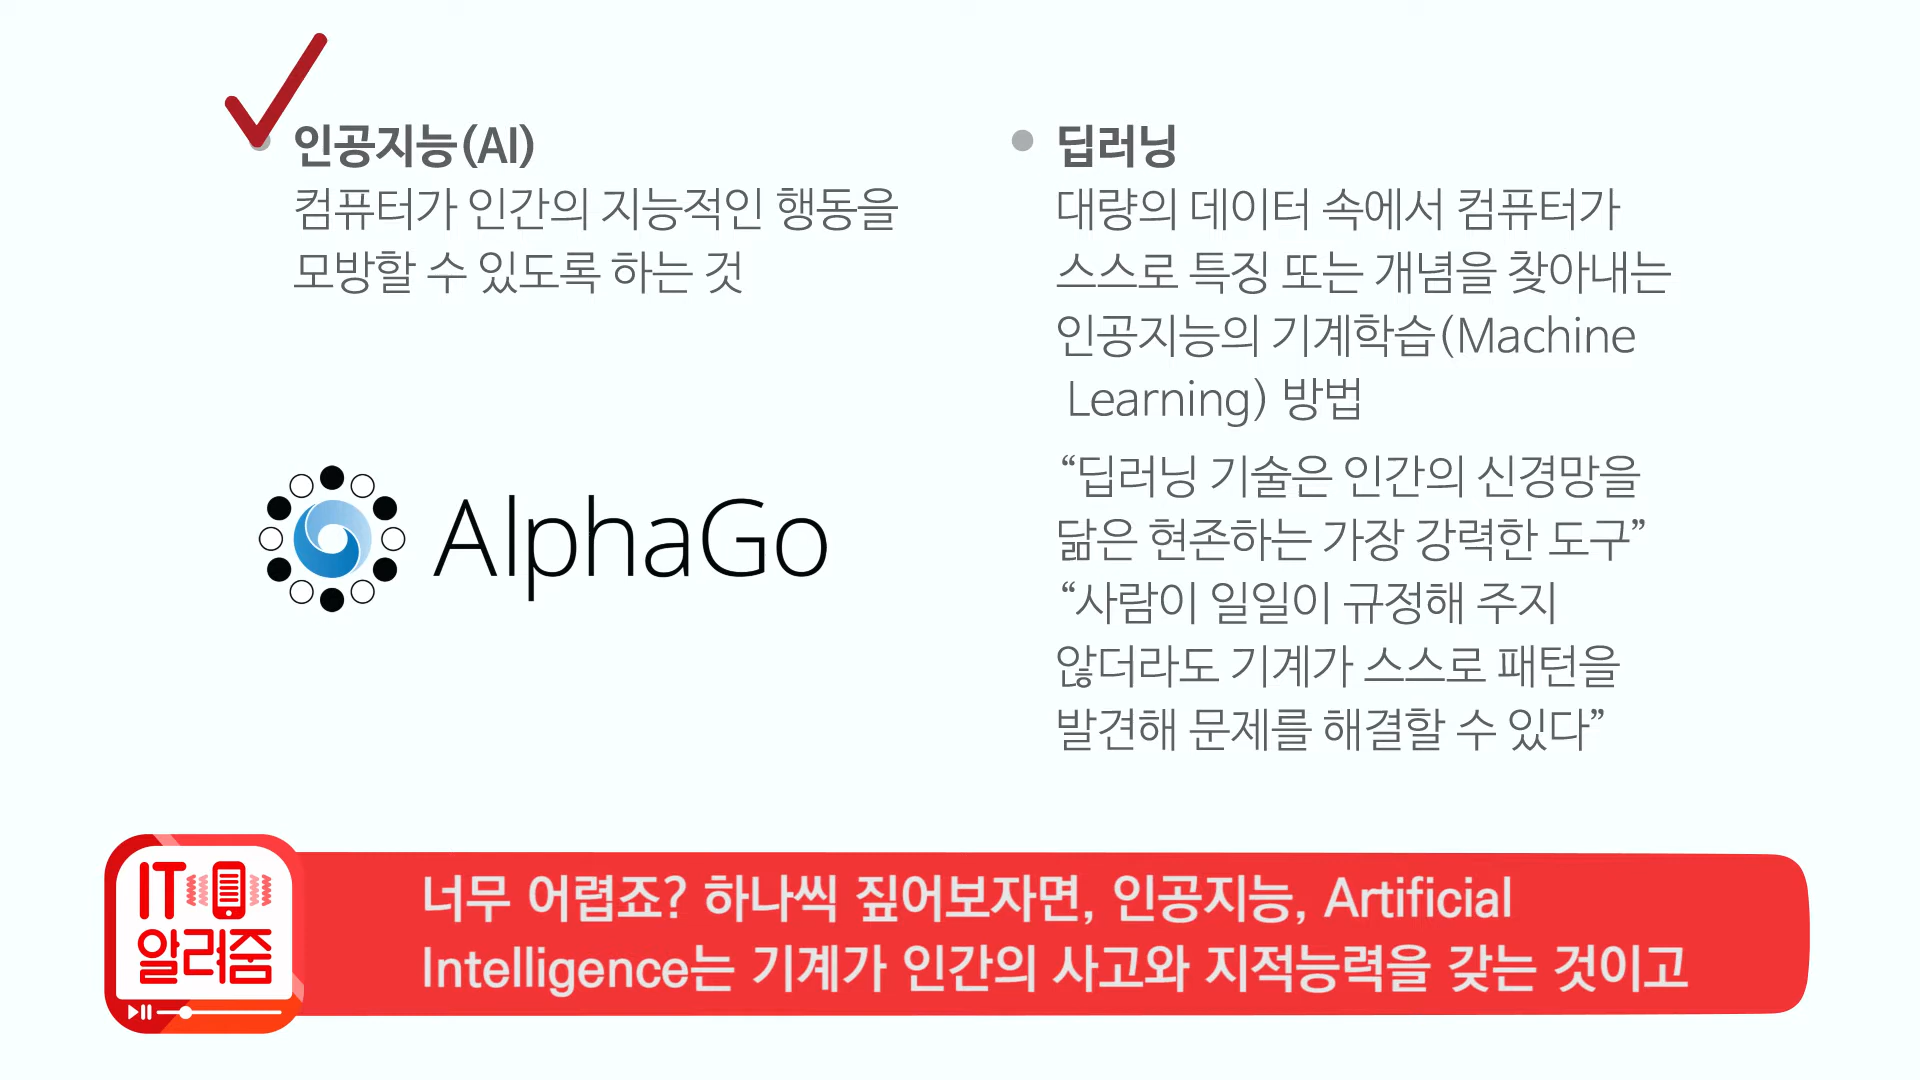 인공지능(AI)
컴퓨터가 인간의 지능적인 행동을
모방할 수 있도록 하는 것
AlphaGo
딥러닝
대량의 데이터 속에서 컴퓨터가
스스로 특징 또는 개념을 찾아내는
인공지능의 기계학습(Machine
Learning) 방법
“딥러닝 기술은 인간의 신경망을
닮은 현존하는 가장 강력한 도구”
“사람이 일일이 규정해 주지
않더라도 기계가 스스로 패턴을
발견해 문제를 해결할 수 있다”
IT
알려줌
너무 어렵죠? 하나씩 짚어보자면, 인공지능, Artificial
Intelligence는 기계가 인간의 사고와 지적능력을 갖는 것이고